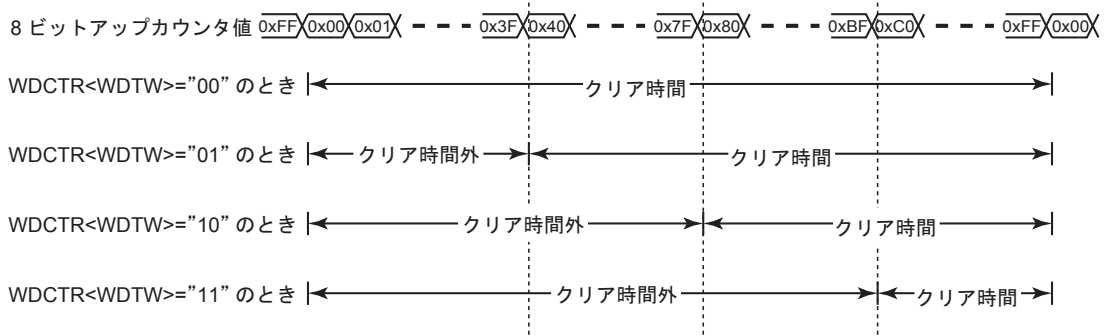 8 ビットアップカウンタ値 0xFF 0x00 0x01 0x3F 0x40 0x7F 0x80 0xBF 0xC0 0xFF 0x00
WDCTR<WDTW>="00" のとき クリア時間
WDCTR<WDTW>="01" のとき クリア時間外 クリア時間
WDCTR<WDTW>="10" のとき クリア時間外 クリア時間
WDCTR<WDTW>="11" のとき クリア時間外 クリア時間